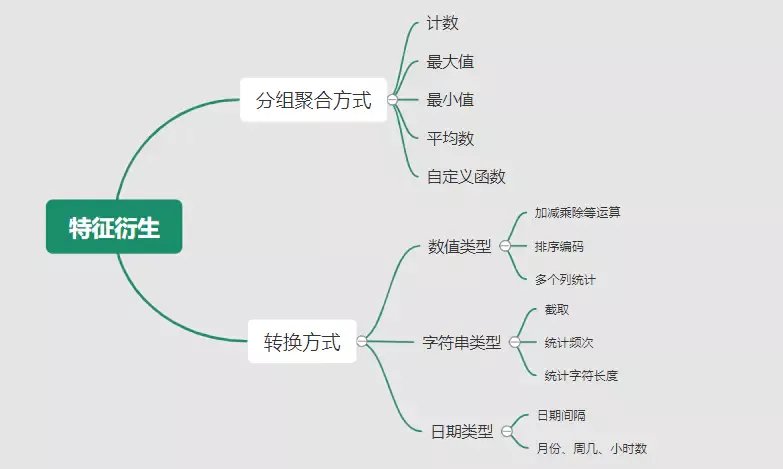 特征衍生
分组聚合方式
计数
最大值
最小值
平均数
自定义函数
转换方式
数值类型
加减乘除等运算
排序编码
多个列统计
字符串类型
截取
统计频次
统计字符长度
日期类型
日期间隔
月份、周几、小时数